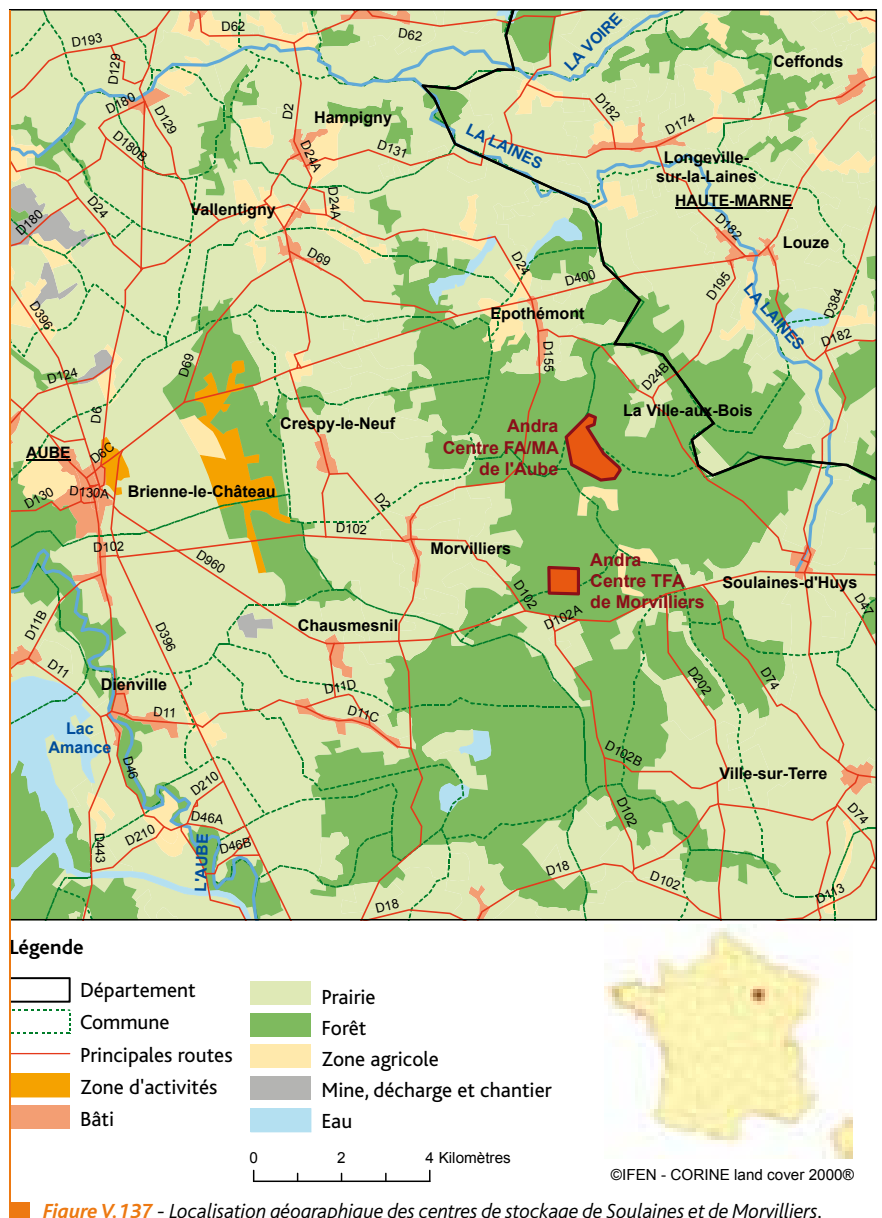 D193
D62
D62
LA VOIRE
Ceffonds
D129
D180
D129
D2
Hampigny
D182
D174
D180B
D24A
D131
LA LAINES
Longeville-
sur-la-Laines
HAUTE-MARNE
D180
D24
Vallentigny
D24A
D182
Louze
D69
D24
D400
D195
D384
LA LAINES
D396
Epothémont
D182
D124
D69
D155
D24B
D6
Crespy-le-Neuf
Andra
Centre FA/MA
de l'Aube
La Ville-aux-Bois
AUBE
D6C
D130
D130A
Brienne-le-Château
D2
D102
D102
D960
Morvilliers
Andra
Centre TFA
de Morvilliers
Soulaines-d'Huys
D102
D102A
D47
D11B
D396
Chausmesnil
D11
Dienville
D11D
D202
D74
D11
D11C
Lac
Amance
D46
D210
D102B
Ville-sur-Terre
D46A
D210
D102
D74
D443
L'AUBE
D46B
D18
D102
D18
D113
Légende
Département
Commune
Principales routes
Zone d'activités
Bâti
Prairie
Forêt
Zone agricole
Mine, décharge et chantier
Eau
0 2 4 Kilomètres
©IFEN - CORINE land cover 2000®
Figure V.137 - Localisation géographique des centres de stockage de Soulaines et de Morvilliers.